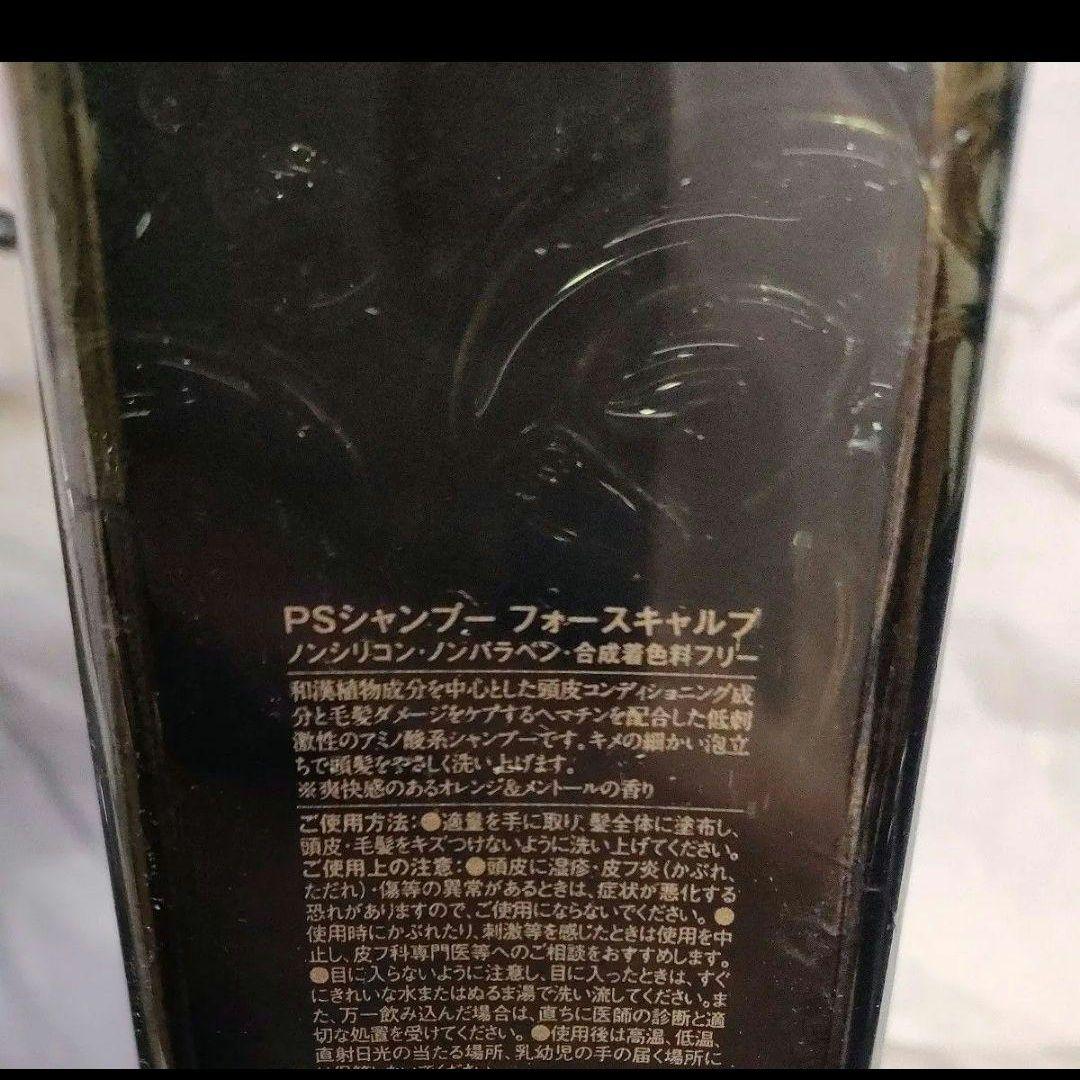 PSシャンプー フォースキャルプ
ノンシリコン・ノンパラベン・合成着色料フリー
和漢植物成分を中心とした頭皮コンディショニング成
分と毛髪ダメージをケアするヘマチンを配合した低刺
激性のアミノ酸系シャンプーです。キメの細かい泡立
ちで頭髪をやさしく洗い上げます。
※爽快感のあるオレンジ&メントールの香り
ご使用方法:●適量を手に取り、髪全体に塗布し、
頭皮・毛髪をキズつけないように洗い上げてください。
ご使用上の注意:●頭皮に湿疹・皮フ炎(かぶれ、
ただれ)・傷等の異常があるときは、症状が悪化する
恐れがありますので、ご使用にならないでください。●
使用時にかぶれたり、刺激等を感じたときは使用を中
止し、皮フ科専門医等へのご相談をおすすめします。
●目に入らないように注意し、目に入ったときは、すぐ
にきれいな水またはぬるま湯で洗い流してください。ま
た、万一飲み込んだ場合は、直ちに医師の診断と適
切な処置を受けてください。●使用後は高温、低温、
直射日光の当たる場所、乳幼児の手の届く場所に